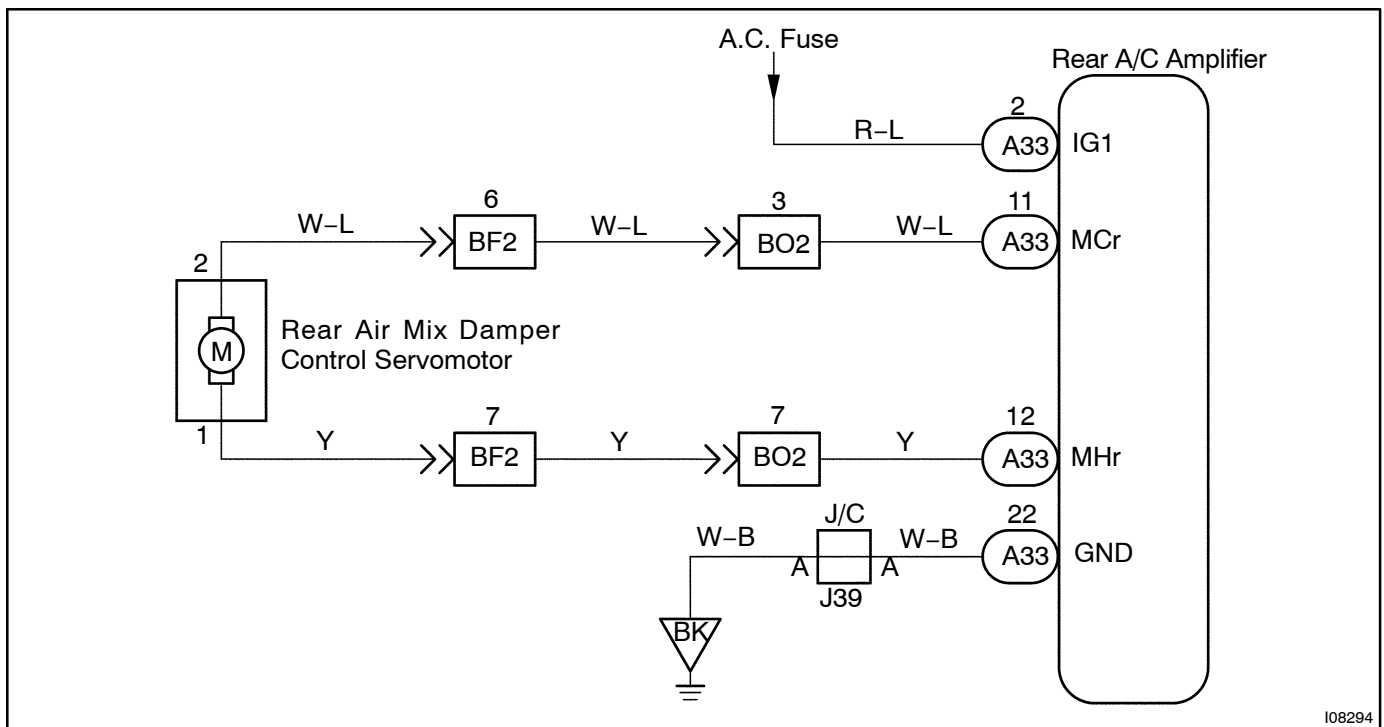 A.C. Fuse
Rear A/C Amplifier
2
R–L
A33
IG1
6
3
11
W–L
BF2
W–L
BO2
W–L
A33
MCr
2
M
Rear Air Mix Damper
Control Servomotor
1
7
7
12
Y
BF2
Y
BO2
Y
A33
MHr
J/C
22
W–B
W–B
A
A
A33
GND
J39
BK
I08294